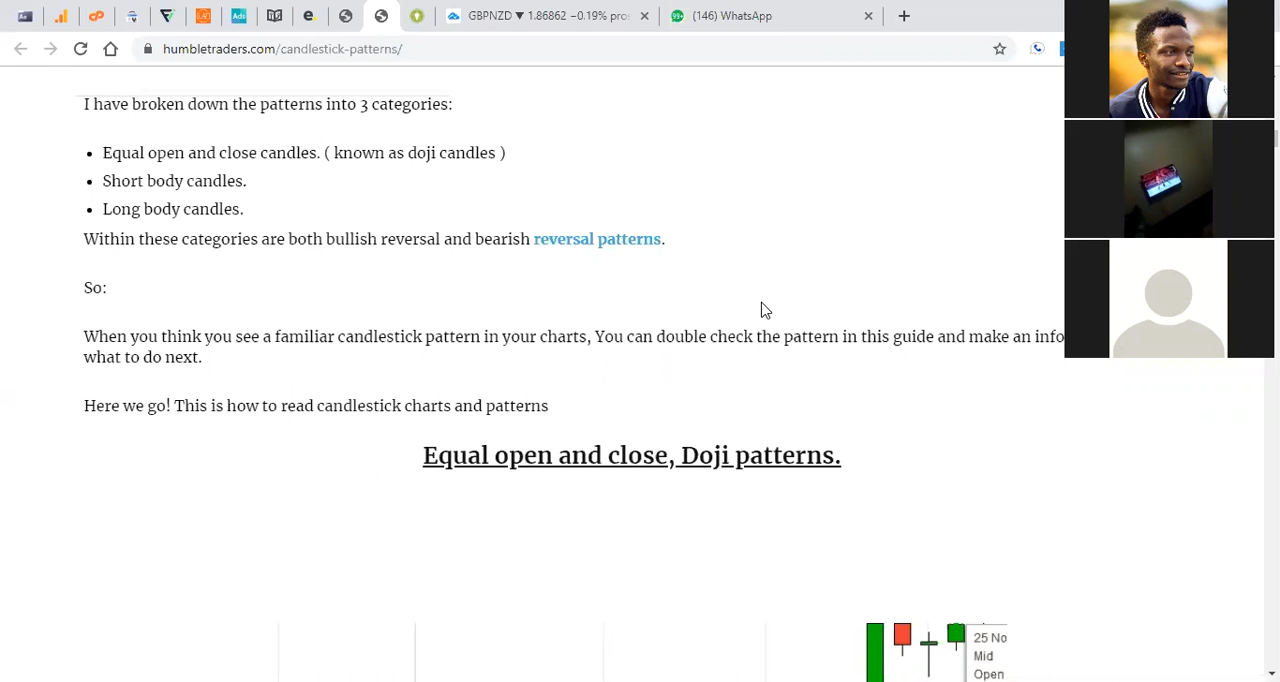 Ads
GBPNZD ▼ 1.86862 −0.19% pro
99+ (146) WhatsApp
humbletraders.com/candlestick-patterns/
I have broken down the patterns into 3 categories:
Equal open and close candles. ( known as doji candles )
Short body candles.
Long body candles.
Within these categories are both bullish reversal and bearish reversal patterns.
So:
When you think you see a familiar candlestick pattern in your charts, You can double check the pattern in this guide and make an info
what to do next.
Here we go! This is how to read candlestick charts and patterns
Equal open and close, Doji patterns.
25 No
Mid
Open